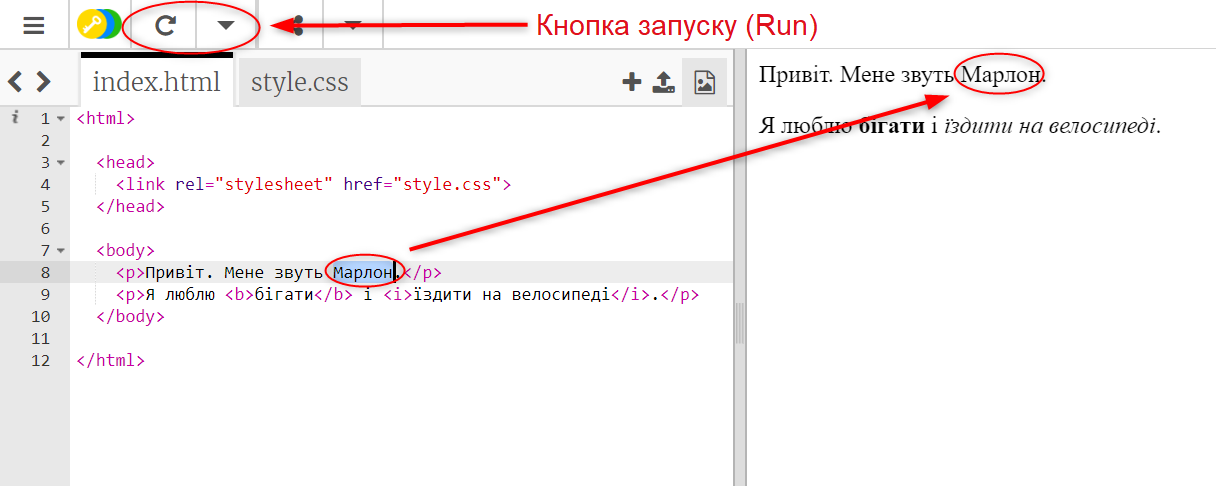 Кнопка запуску (Run)
index.html
style.css
i
1 <html>
2
3 <head>
4 <link rel="stylesheet" href="style.css">
5 </head>
6
7 <body>
8 <p>Привіт. Мене звуть Марлон.</p>
9 <p>Я люблю <b>бігати</b> і <i>їздити на велосипеді</i>.</p>
10 </body>
11
12 </html>
Привіт. Мене звуть Марлон.
Я люблю бігати і їздити на велосипеді.